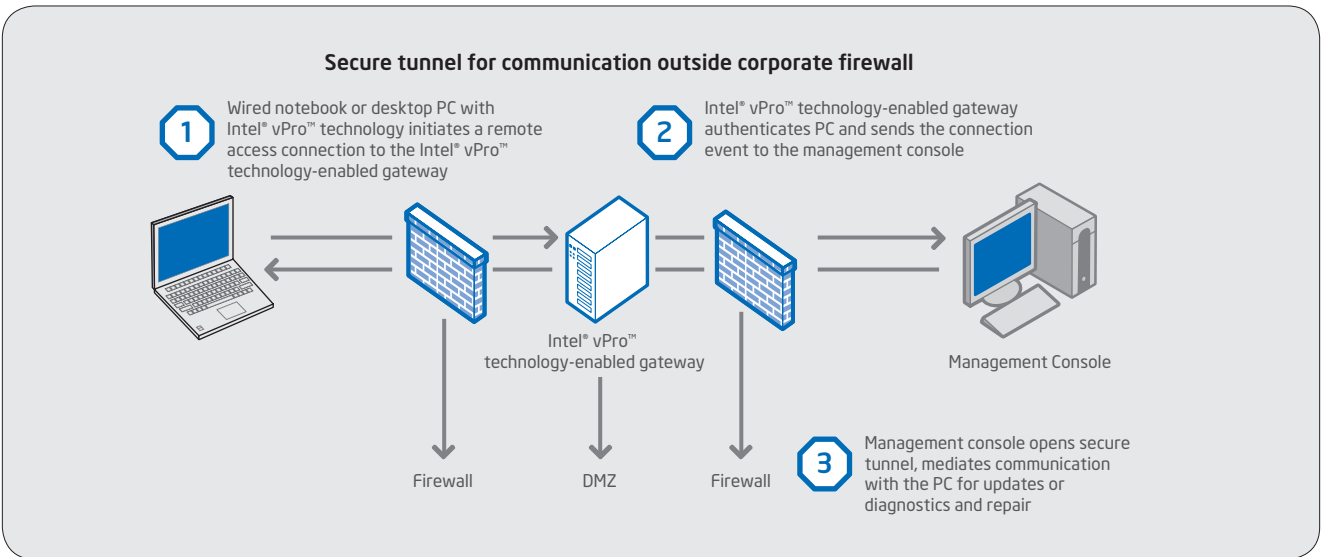 Secure tunnel for communication outside corporate firewall
1
Wired notebook or desktop PC with
Intel® vPro™ technology initiates a remote
access connection to the Intel® vPro™
technology-enabled gateway
2
Intel® vPro™ technology-enabled gateway
authenticates PC and sends the connection
event to the management console
Intel® vPro™
technology-enabled gateway
Management Console
Firewall
DMZ
Firewall
3
Management console opens secure
tunnel, mediates communication
with the PC for updates or
diagnostics and repair